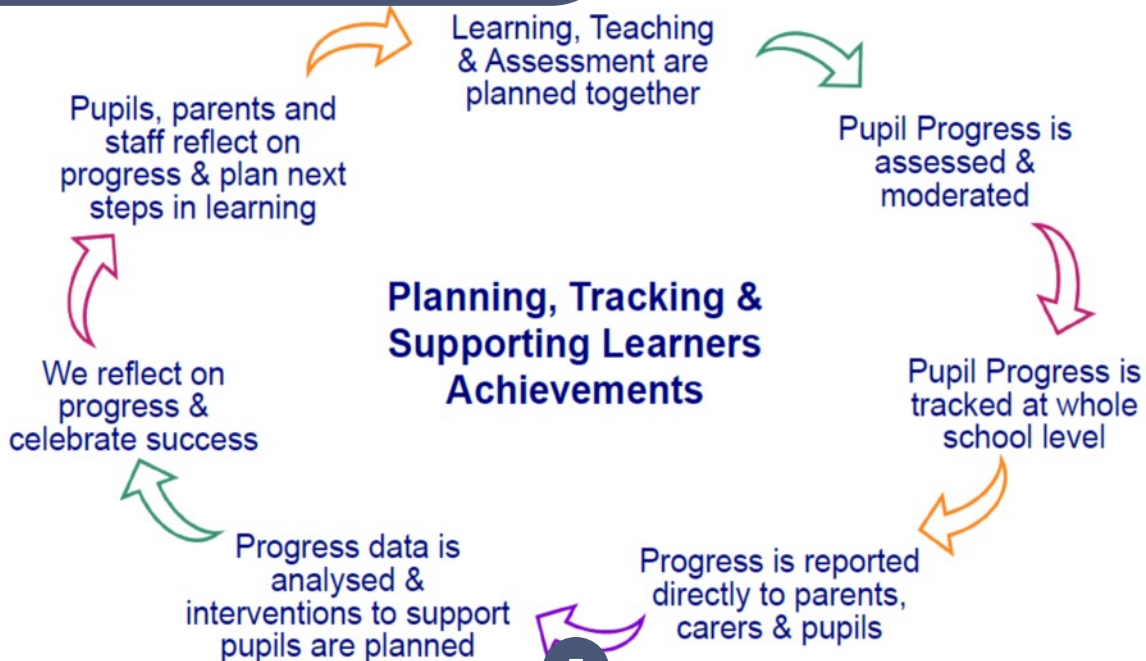 Learning, Teaching
& Assessment are
planned together
Pupil Progress is
assessed &
moderated
Pupil Progress is
tracked at whole
school level
Progress is reported
directly to parents,
carers & pupils
Progress data is
analysed &
interventions to support
pupils are planned
We reflect on
progress &
celebrate success
Pupils, parents and
staff reflect on
progress & plan next
steps in learning
Planning, Tracking &
Supporting Learners
Achievements